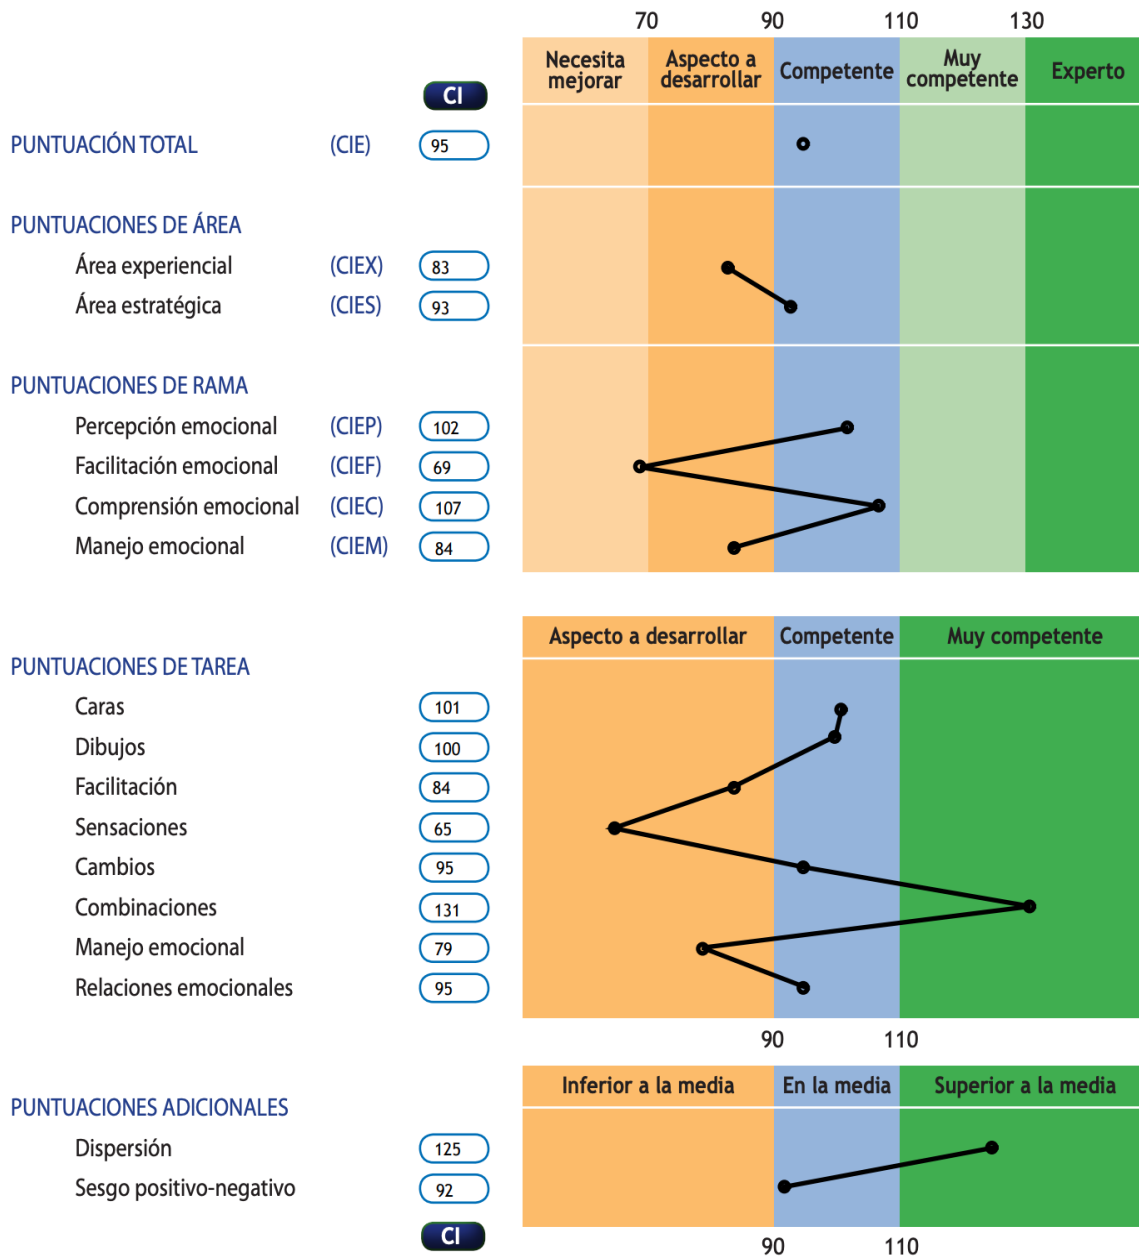 70 90 110 130
Necesita mejorar Aspecto a desarrollar Competente Muy competente Experto
CI
PUNTUACIÓN TOTAL (CIE) 95
PUNTUACIONES DE ÁREA
Área experiencial (CIEX) 83
Área estratégica (CIES) 93
PUNTUACIONES DE RAMA
Percepción emocional (CIEP) 102
Facilitación emocional (CIEF) 69
Comprensión emocional (CIEC) 107
Manejo emocional (CIEM) 84
Aspecto a desarrollar Competente Muy competente
PUNTUACIONES DE TAREA
Caras 101
Dibujos 100
Facilitación 84
Sensaciones 65
Cambios 95
Combinaciones 131
Manejo emocional 79
Relaciones emocionales 95
90 110
Inferior a la media En la media Superior a la media
PUNTUACIONES ADICIONALES
Dispersión 125
Sesgo positivo-negativo 92
CI
90 110